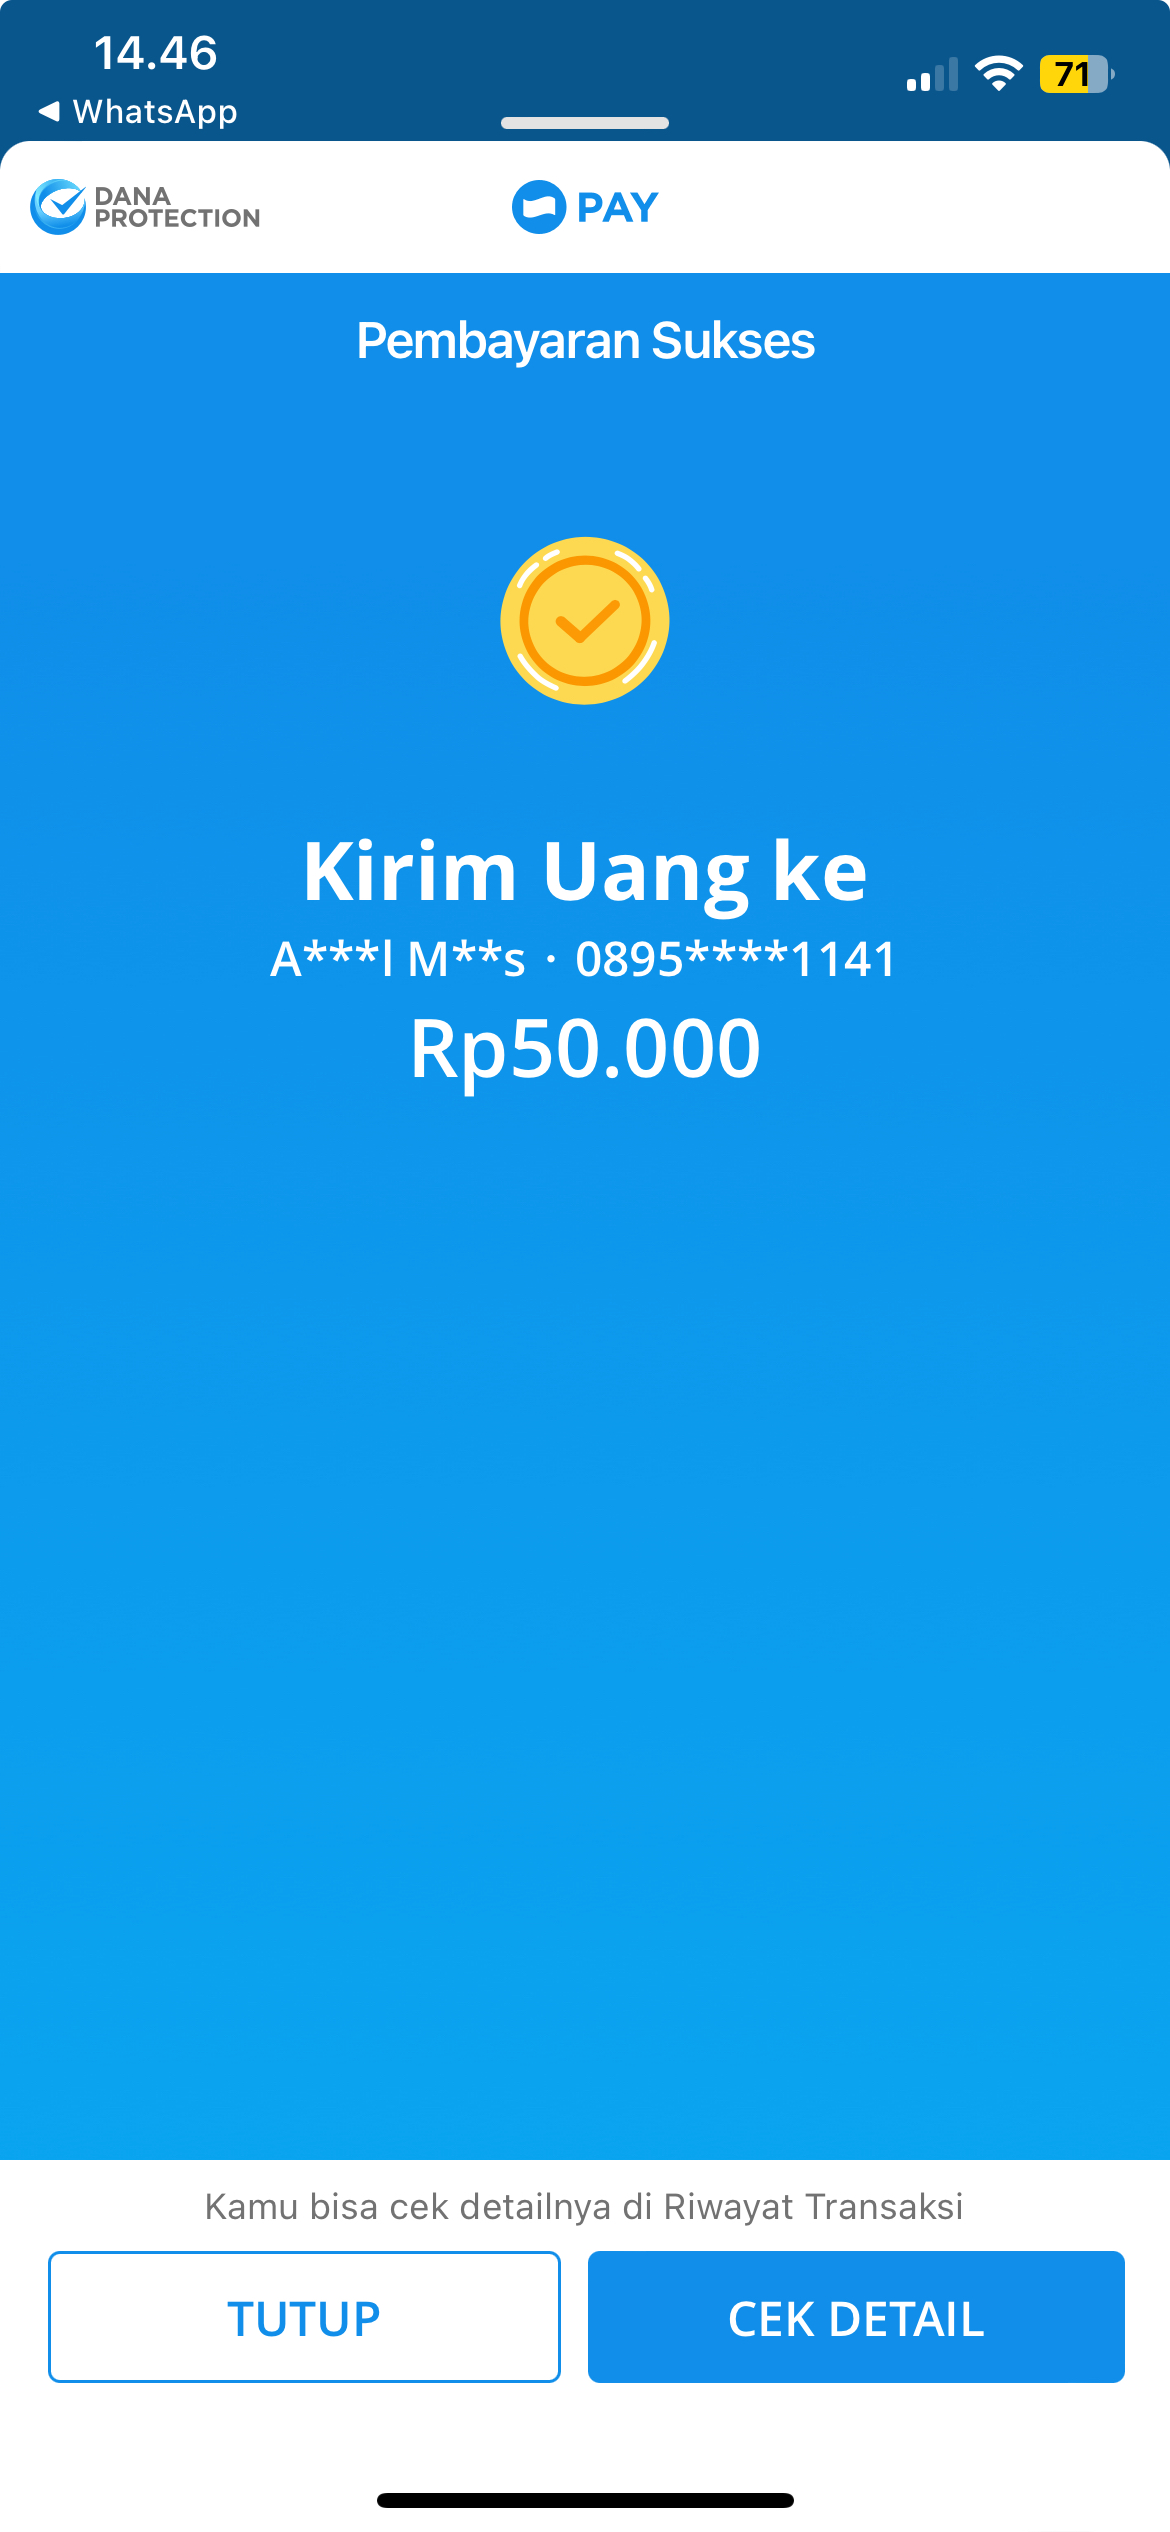 14.46
71
WhatsApp
DANA
PROTECTION
PAY
Pembayaran Sukses
Kirim Uang ke
A***l M**s · 0895****1141
Rp50.000
Kamu bisa cek detailnya di Riwayat Transaksi
TUTUP
CEK DETAIL